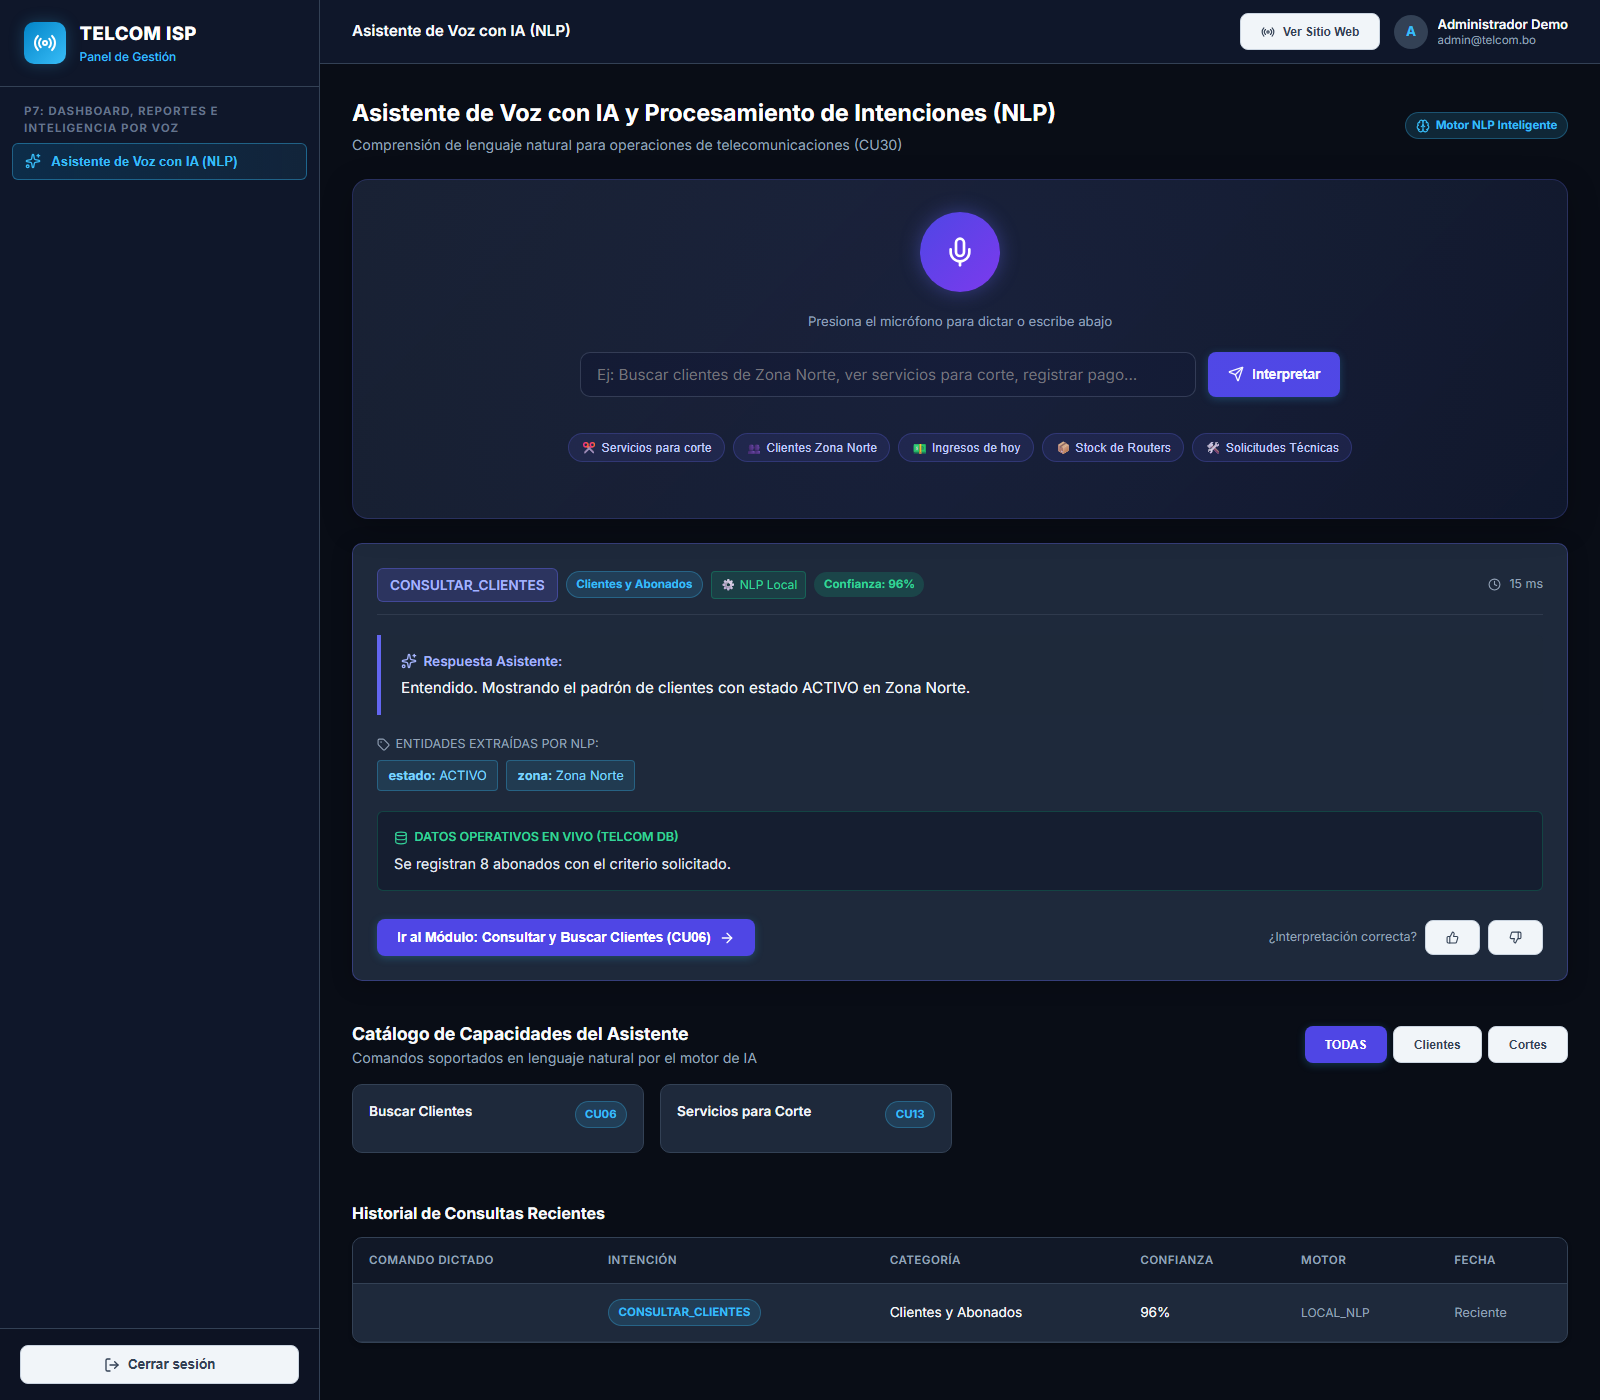 TELCOM ISP
Panel de Gestión
P7: DASHBOARD, REPORTES E
INTELIGENCIA POR VOZ
Asistente de Voz con IA (NLP)
Cerrar sesión
Asistente de Voz con IA (NLP)
Ver Sitio Web
A
Administrador Demo
admin@telcom.bo
Asistente de Voz con IA y Procesamiento de Intenciones (NLP)
Comprensión de lenguaje natural para operaciones de telecomunicaciones (CU30)
Motor NLP Inteligente
Presiona el micrófono para dictar o escribe abajo
Ej: Buscar clientes de Zona Norte, ver servicios para corte, registrar pago...
Interpretar
Servicios para corte
Clientes Zona Norte
Ingresos de hoy
Stock de Routers
Solicitudes Técnicas
CONSULTAR_CLIENTES
Clientes y Abonados
NLP Local
Confianza: 96%
15 ms
Respuesta Asistente:
Entendido. Mostrando el padrón de clientes con estado ACTIVO en Zona Norte.
ENTIDADES EXTRAÍDAS POR NLP:
estado: ACTIVO
zona: Zona Norte
DATOS OPERATIVOS EN VIVO (TELCOM DB)
Se registran 8 abonados con el criterio solicitado.
Ir al Módulo: Consultar y Buscar Clientes (CU06)
¿Interpretación correcta?
Catálogo de Capacidades del Asistente
Comandos soportados en lenguaje natural por el motor de IA
TODAS
Clientes
Cortes
Buscar Clientes
CU06
Servicios para Corte
CU13
Historial de Consultas Recientes
COMANDO DICTADO
INTENCIÓN
CATEGORÍA
CONFIANZA
MOTOR
FECHA
CONSULTAR_CLIENTES
Clientes y Abonados
96%
LOCAL_NLP
Reciente